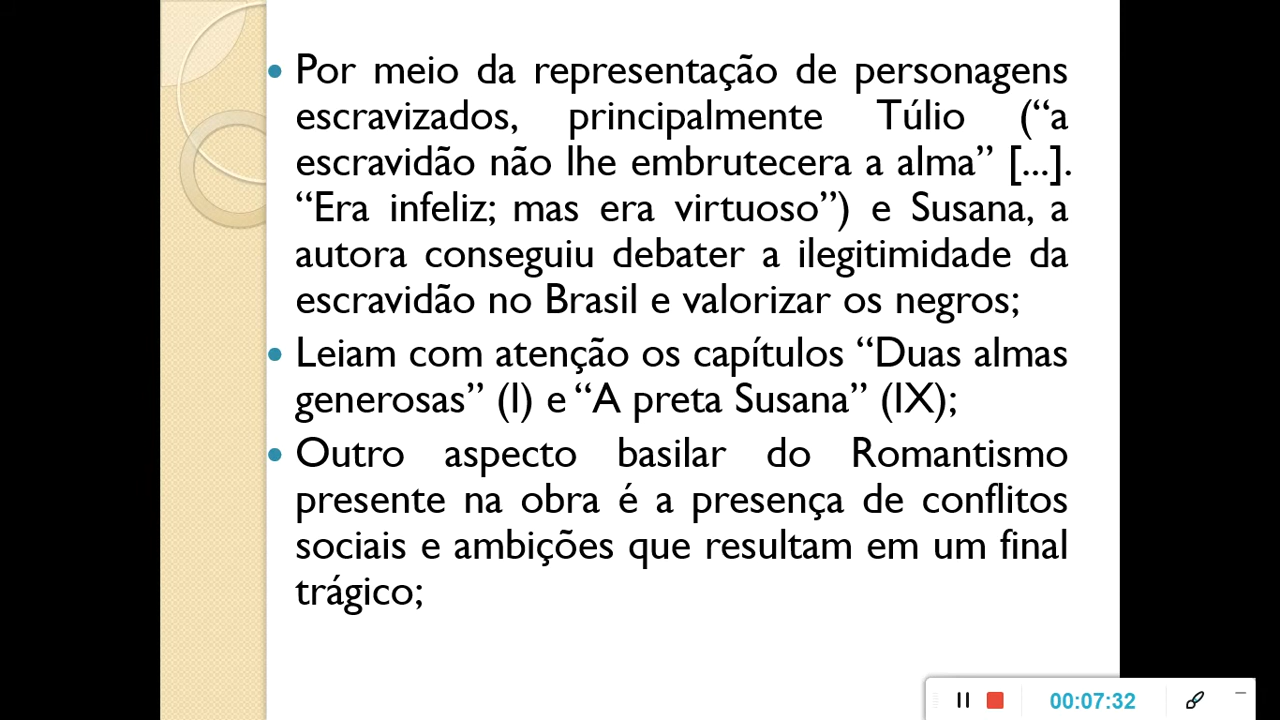 • Por meio da representação de personagens
escravizados, principalmente Túlio (“a
escravidão não lhe embrutecera a alma” [...].
“Era infeliz; mas era virtuoso”) e Susana, a
autora conseguiu debater a ilegitimidade da
escravidão no Brasil e valorizar os negros;
• Leiam com atenção os capítulos “Duas almas
generosas” (I) e “A preta Susana” (IX);
• Outro aspecto basilar do Romantismo
presente na obra é a presença de conflitos
sociais e ambições que resultam em um final
trágico;
00:07:32